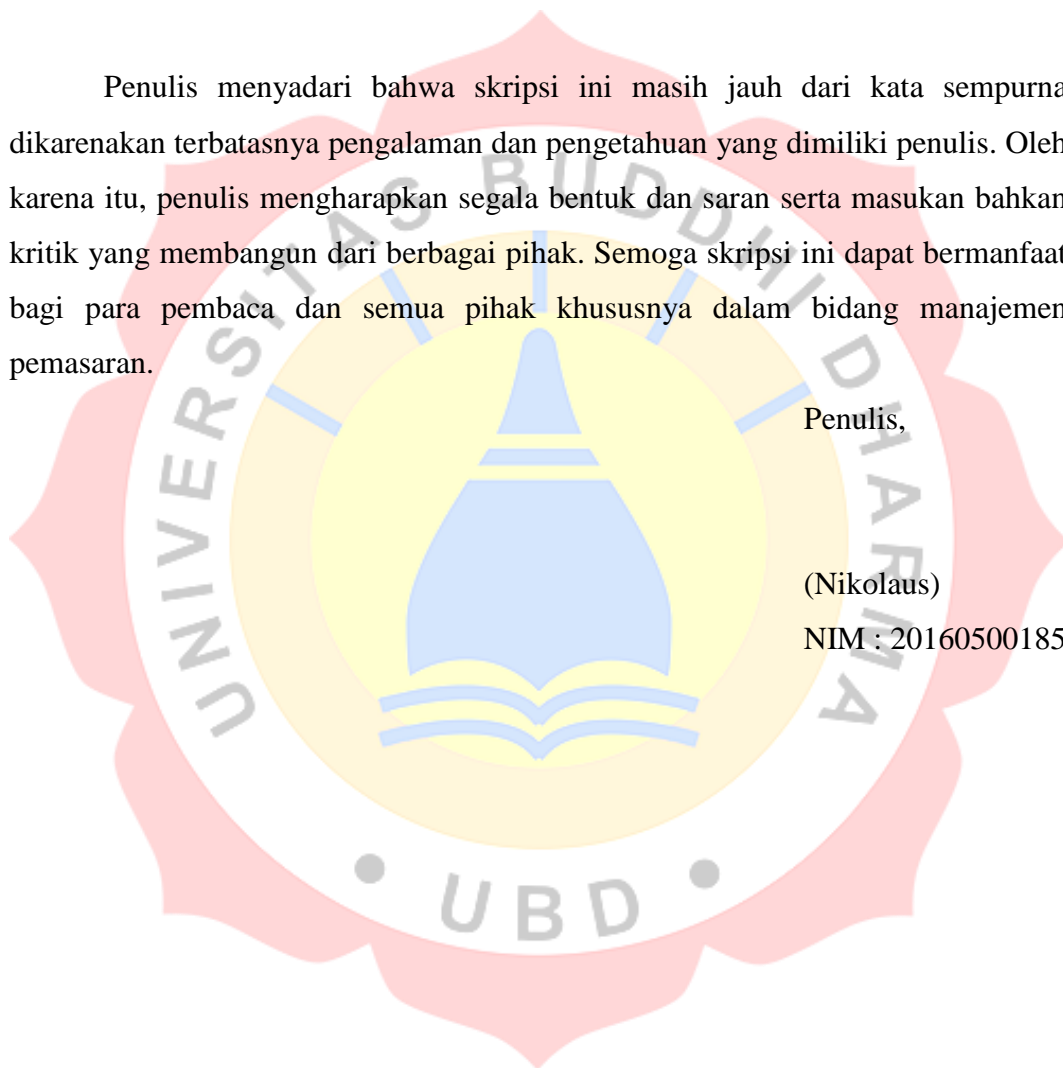 Penulis menyadari bahwa skripsi ini masih jauh dari kata sempurna
dikarenakan terbatasnya pengalaman dan pengetahuan yang dimiliki penulis. Oleh
karena itu, penulis mengharapkan segala bentuk dan saran serta masukan bahkan
kritik yang membangun dari berbagai pihak. Semoga skripsi ini dapat bermanfaat
bagi para pembaca dan semua pihak khususnya dalam bidang manajemen
pemasaran.
Penulis,
(Nikolaus)
NIM : 20160500185
UNIVERSITAS BUDDHI DHARMA
• UBD •